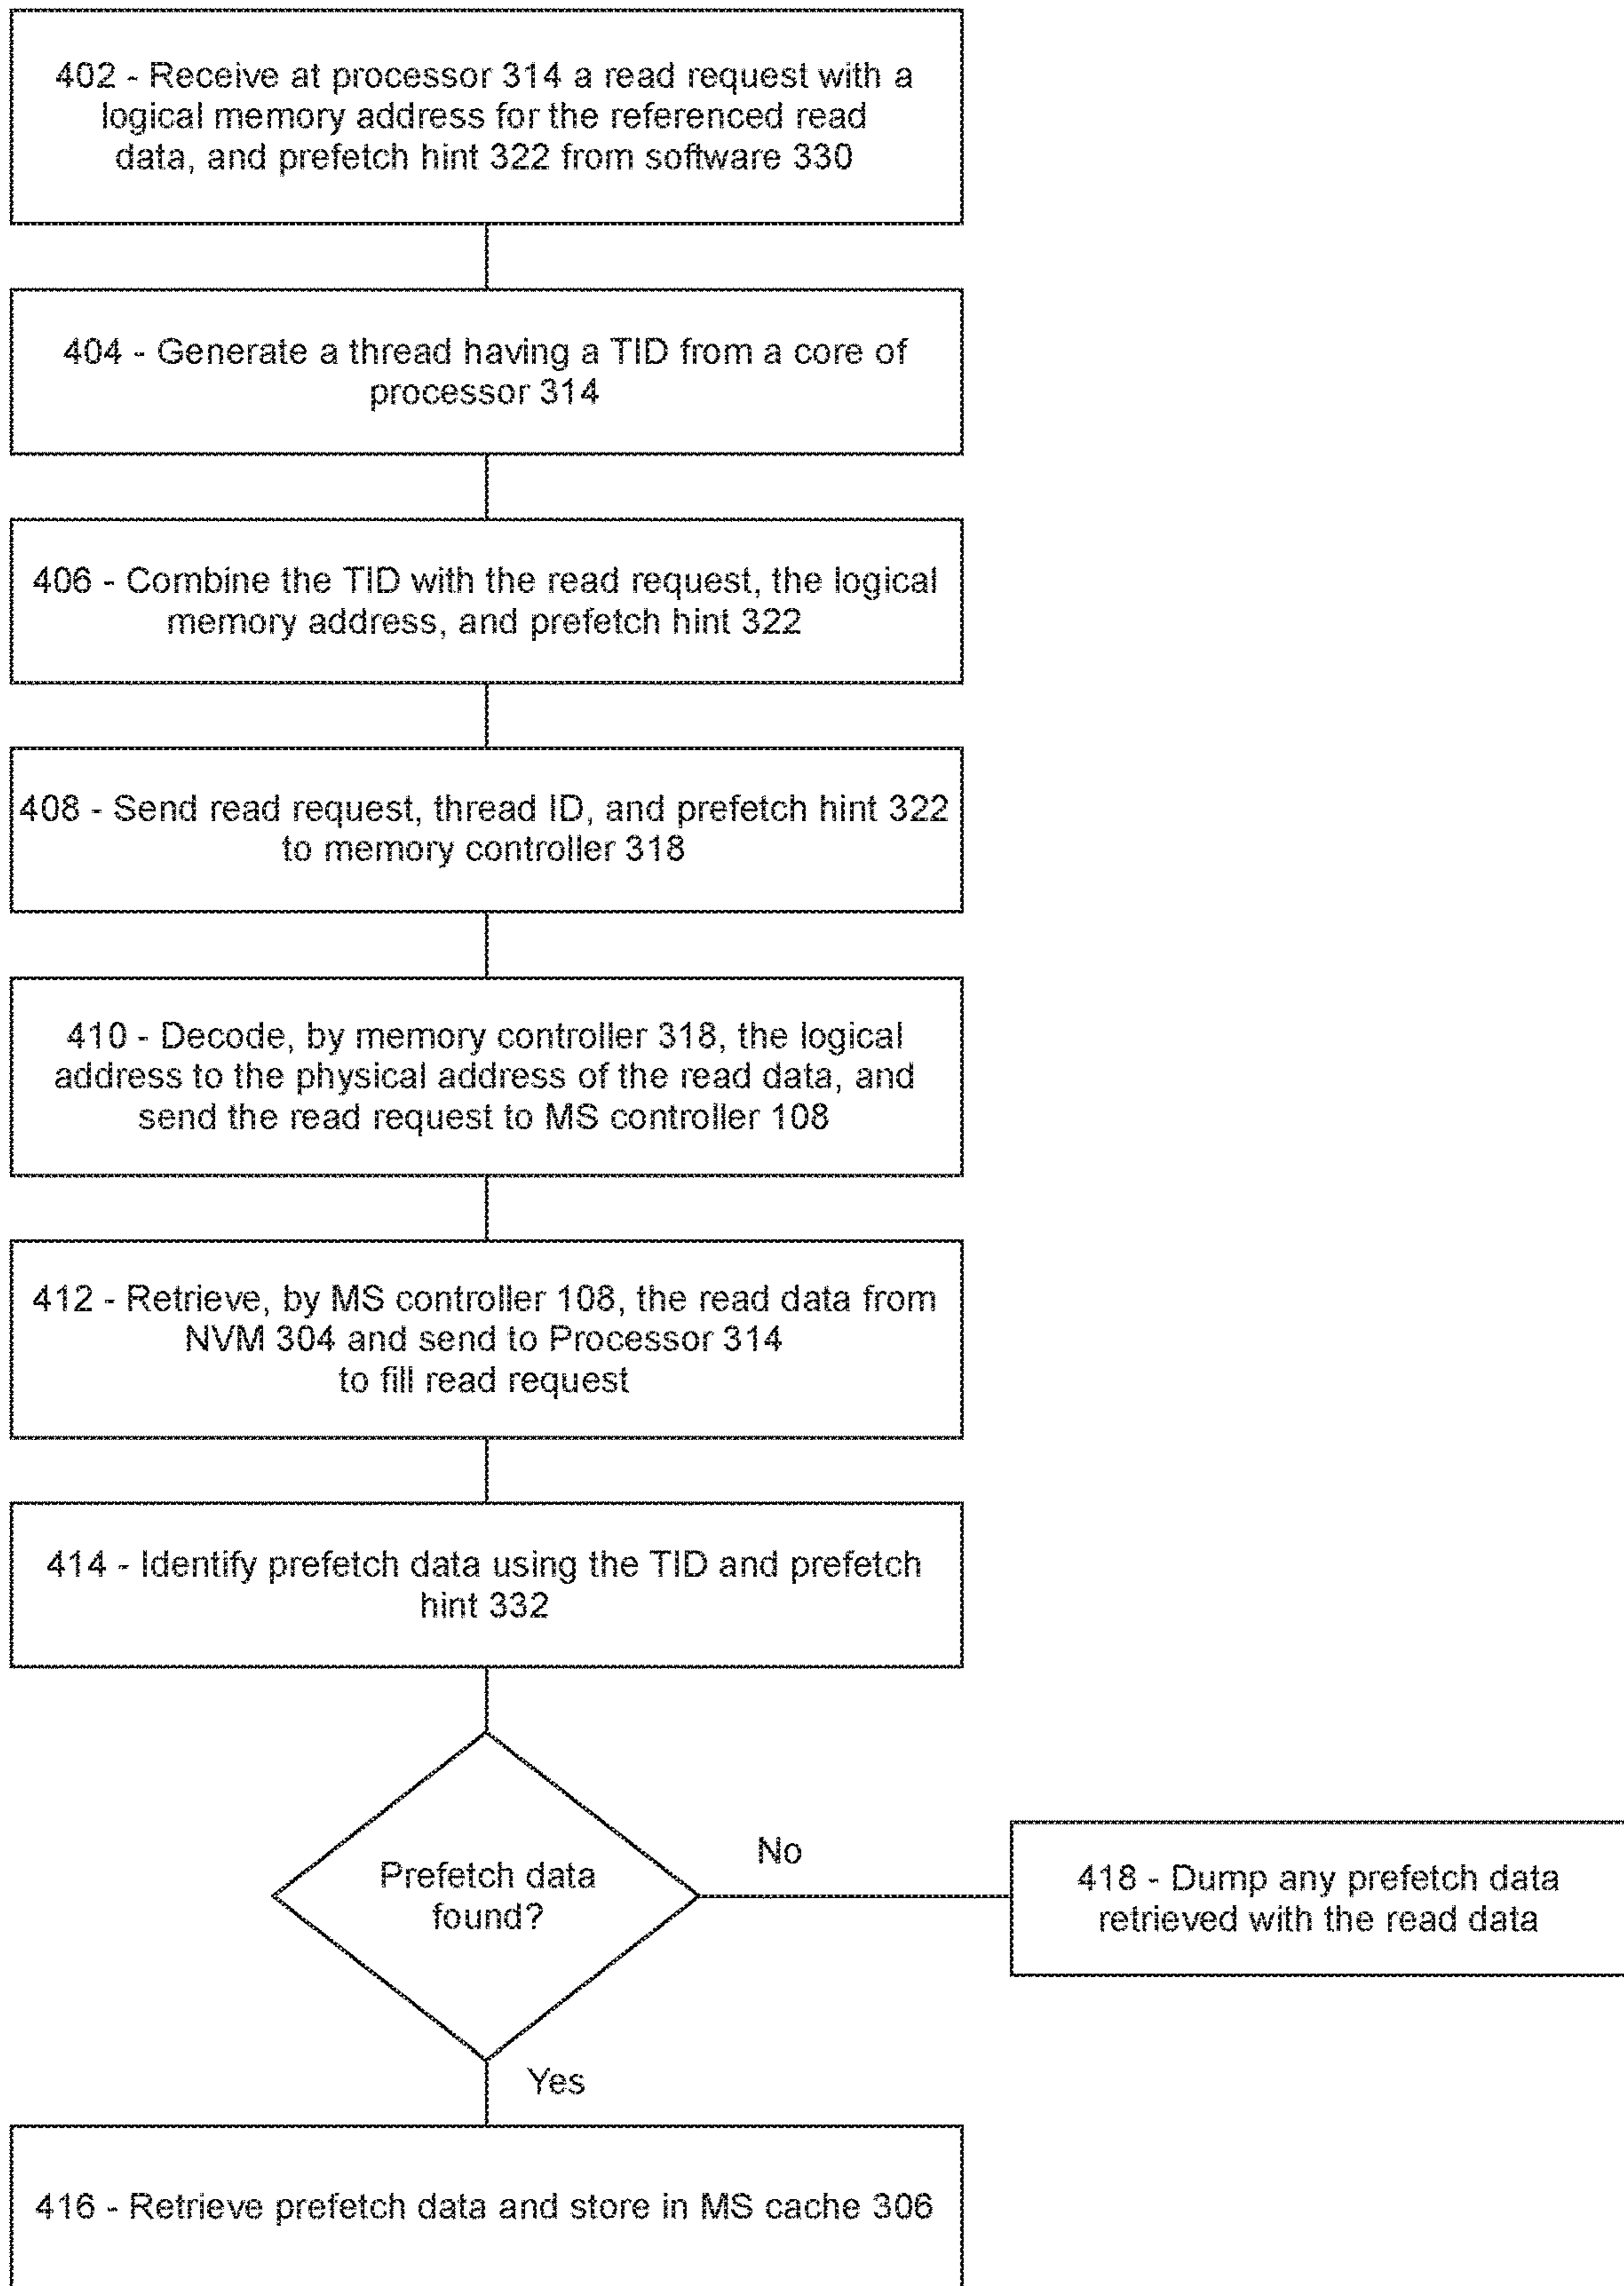 402 - Receive at processor 314 a read request with a
logical memory address for the referenced read
data, and prefetch hint 322 from software 330
404 - Generate a thread having a TID from a core of
processor 314
406 - Combine the TID with the read request, the logical
memory address, and prefetch hint 322
408 - Send read request, thread ID, and prefetch hint 322
to memory controller 318
410 - Decode, by memory controller 318, the logical
address to the physical address of the read data, and
send the read request to MS controller 108
412 - Retrieve, by MS controller 108, the read data from
NVM 304 and send to Processor 314
to fill read request
414 - Identify prefetch data using the TID and prefetch
hint 332
Prefetch data
found?
No
418 - Dump any prefetch data
retrieved with the read data
Yes
416 - Retrieve prefetch data and store in MS cache 306